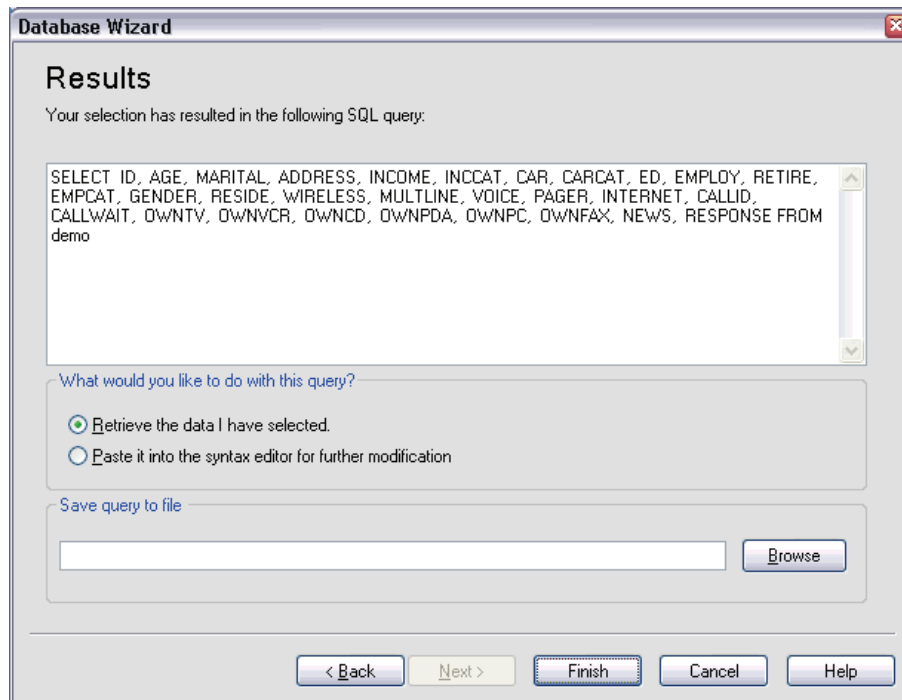 Database Wizard
Results
Your selection has resulted in the following SQL query:
SELECT ID, AGE, MARITAL, ADDRESS, INCOME, INCCAT, CAR, CARCAT, ED, EMPLOY, RETIRE,
EMPCAT, GENDER, RESIDE, WIRELESS, MULTLINE, VOICE, PAGER, INTERNET, CALLID,
CALLWAIT, OWNTV, OWNVCR, OWNCD, OWNPDA, OWNPC, OWNFAX, NEWS, RESPONSE FROM
demo
What would you like to do with this query?
Retrieve the data I have selected.
Paste it into the syntax editor for further modification
Save query to file
Browse
< Back Next > Finish Cancel Help